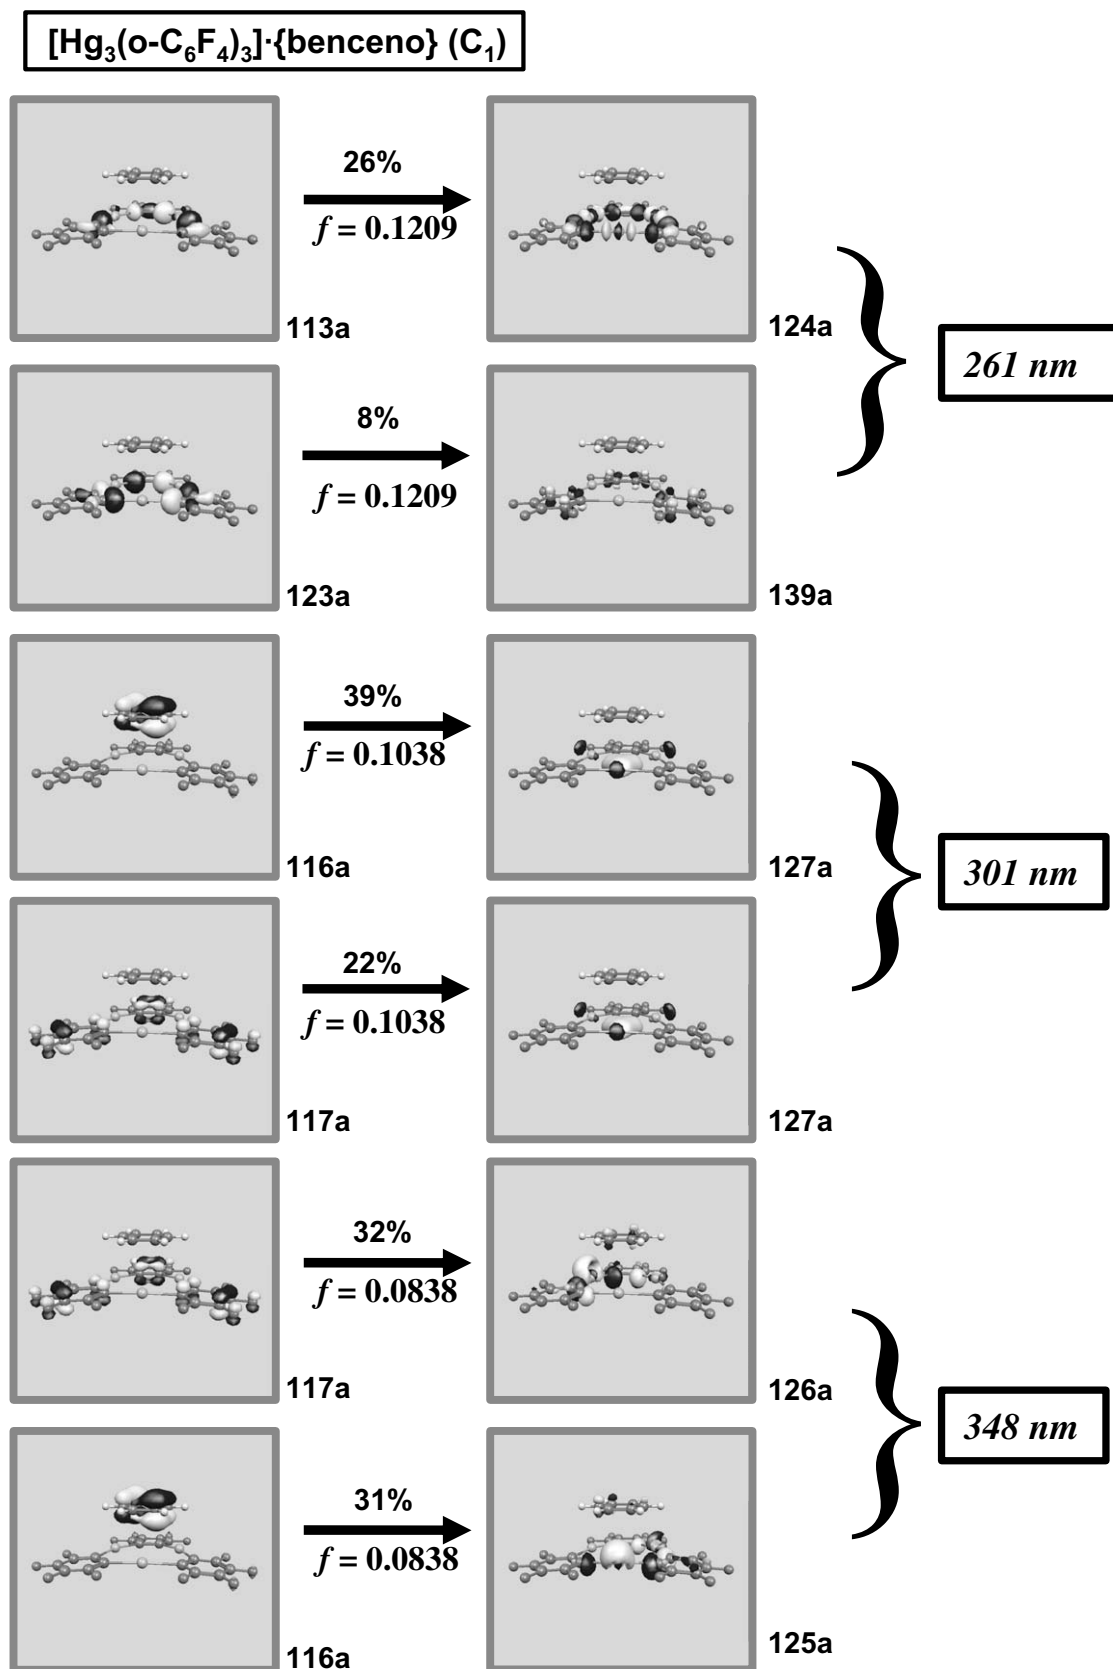 [Hg₃(o-C₆F₄)₃]·{benceno} (C₁)
26%
f = 0.1209
113a
124a
261 nm
8%
f = 0.1209
123a
139a
39%
f = 0.1038
116a
127a
301 nm
22%
f = 0.1038
117a
127a
32%
f = 0.0838
117a
126a
348 nm
31%
f = 0.0838
116a
125a